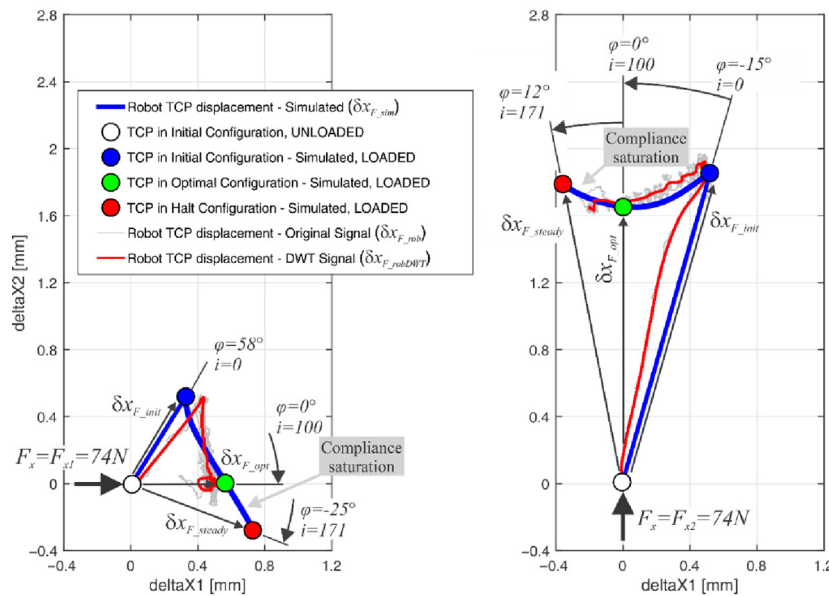 2.8
2.4
2
1.6
1.2
0.8
0.4
0
-0.4
deltaX2 [mm]
Robot TCP displacement - Simulated (δx_F_sim)
TCP in Initial Configuration, UNLOADED
TCP in Initial Configuration - Simulated, LOADED
TCP in Optimal Configuration - Simulated, LOADED
TCP in Halt Configuration - Simulated, LOADED
Robot TCP displacement - Original Signal (δx_F_rob)
Robot TCP displacement - DWT Signal (δx_F_robDWT)
φ=58°
i=0
δx_F_init
φ=0°
i=100
Compliance
saturation
F_x=F_x1=74N
δx_F_opt
δx_F_steady
φ=-25°
i=171
-0.4
0
0.4
0.8
1.2
deltaX1 [mm]
2.8
2.4
2
1.6
1.2
0.8
0.4
0
-0.4
φ=0°
i=100
φ=-15°
i=0
φ=12°
i=171
Compliance
saturation
δx_F_steady
δx_F_opt
δx_F_init
F_x=F_x2=74N
-0.4
0
0.4
0.8
1.2
deltaX1 [mm]